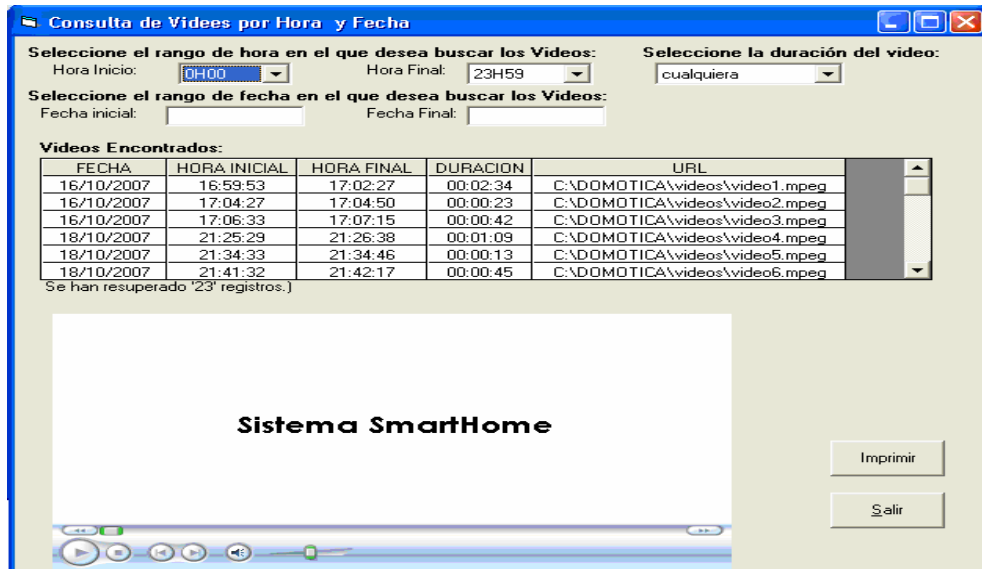 Consulta de Videes por Hora y Fecha
Seleccione el rango de hora en el que desea buscar los Videos: Seleccione la duración del video:
Hora Inicio: 0H00 Hora Final: 23H59 cualquiera
Seleccione el rango de fecha en el que desea buscar los Videos:
Fecha inicial: Fecha Final:
Videos Encontrados:
FECHA HORA INICIAL HORA FINAL DURACION URL
16/10/2007 16:59:53 17:02:27 00:02:34 C:\DOMOTICA\videos\video1.mpeg
16/10/2007 17:04:27 17:04:50 00:00:23 C:\DOMOTICA\videos\video2.mpeg
16/10/2007 17:06:33 17:07:15 00:00:42 C:\DOMOTICA\videos\video3.mpeg
18/10/2007 21:25:29 21:26:38 00:01:09 C:\DOMOTICA\videos\video4.mpeg
18/10/2007 21:34:33 21:34:46 00:00:13 C:\DOMOTICA\videos\video5.mpeg
18/10/2007 21:41:32 21:42:17 00:00:45 C:\DOMOTICA\videos\video6.mpeg
Se han resuperado '23' registros.)
Sistema SmartHome
Imprimir
Salir